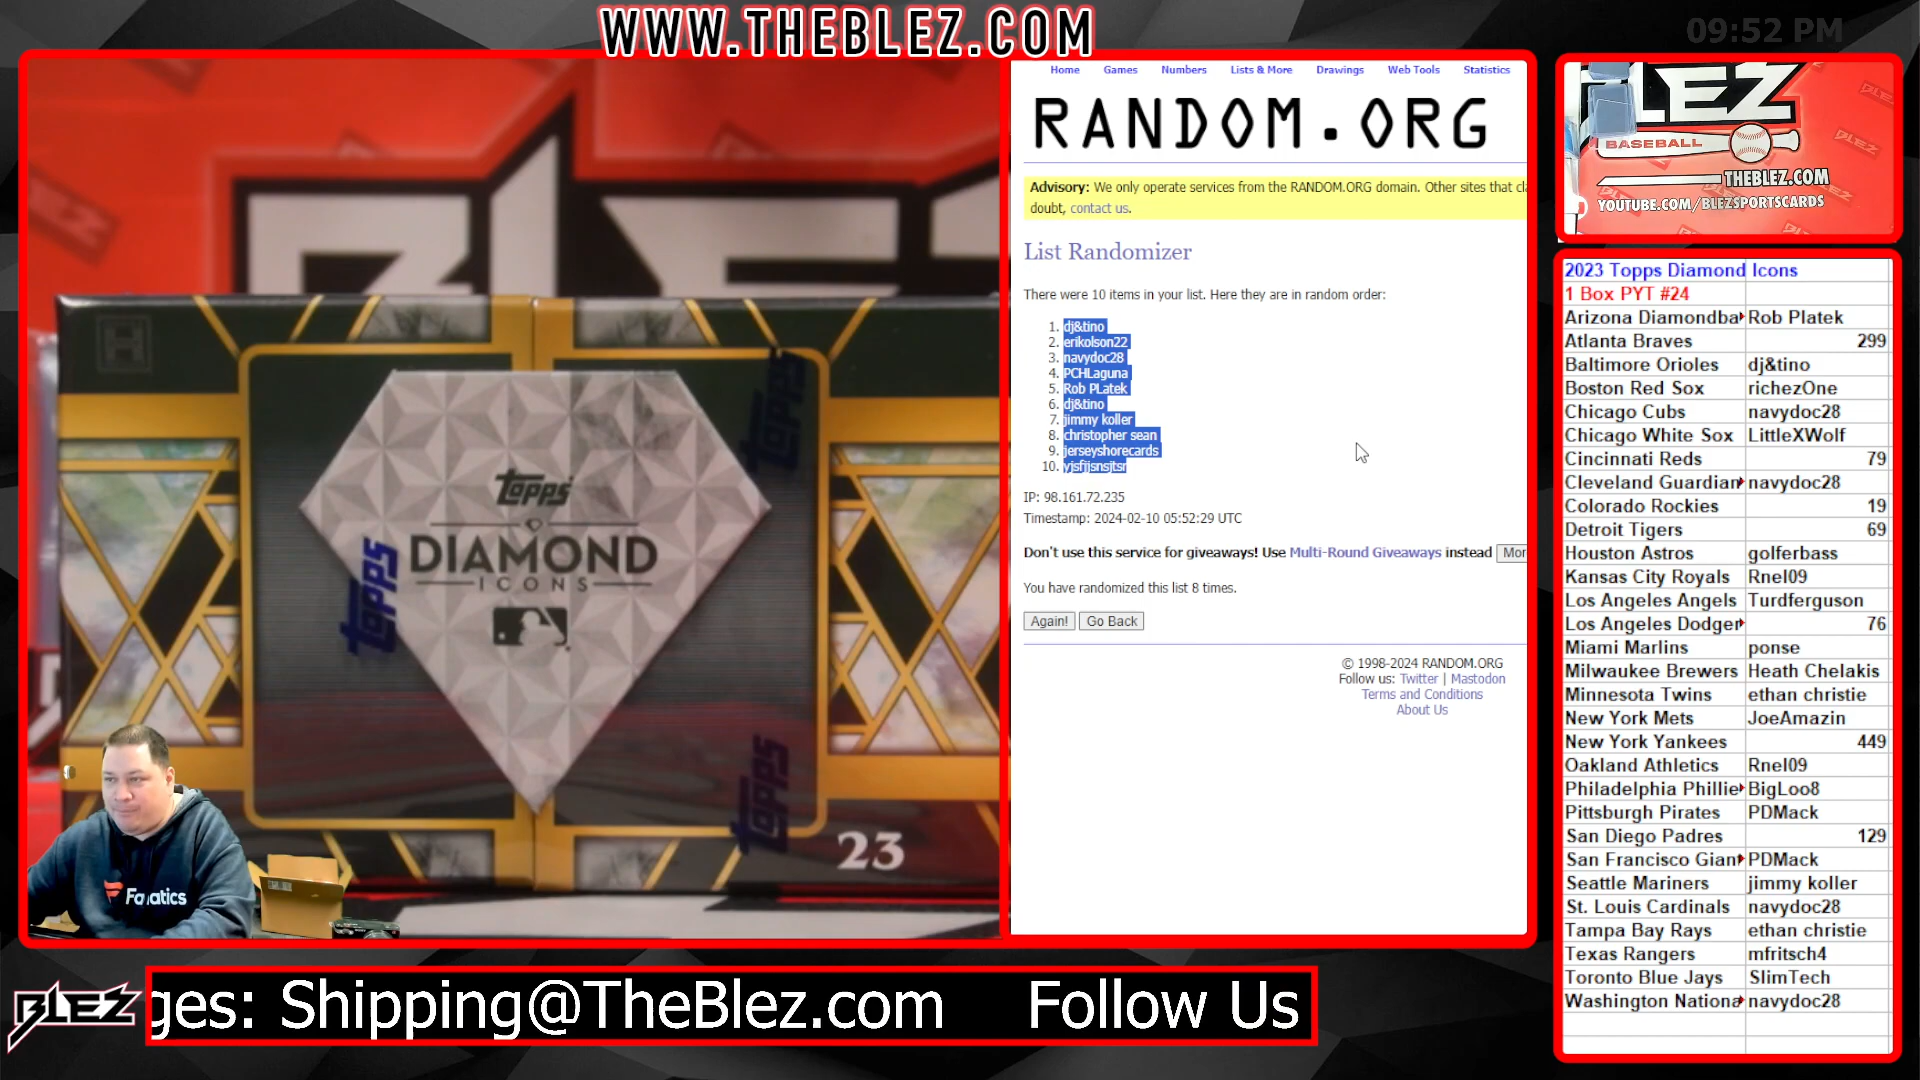 WWW.THEBLEZ.COM
09:52 PM
Home Games Numbers Lists & More Drawings Web Tools Statistics
RANDOM.ORG
Advisory: We only operate services from the RANDOM.ORG domain. Other sites that cla
doubt, contact us.
List Randomizer
There were 10 items in your list. Here they are in random order:
1. dj&tino
2. erikolson22
3. navydoc28
4. PCHLaguna
5. Rob PLatek
6. dj&tino
7. jimmy koller
8. christopher sean
9. jerseyshorecards
10. yjsfjjsnsjtsr
IP: 98.161.72.235
Timestamp: 2024-02-10 05:52:29 UTC
Don't use this service for giveaways! Use Multi-Round Giveaways instead Mor
You have randomized this list 8 times.
Again! Go Back
© 1998-2024 RANDOM.ORG
Follow us: Twitter | Mastodon
Terms and Conditions
About Us
topps
DIAMOND
ICONS
topps
topps
topps
23
Fanatics
LEZ
BASEBALL
THEBLEZ.COM
YOUTUBE.COM/BLEZSPORTSCARDS
2023 Topps Diamond Icons
1 Box PYT #24
Arizona Diamondba Rob Platek
Atlanta Braves 299
Baltimore Orioles dj&tino
Boston Red Sox richezOne
Chicago Cubs navydoc28
Chicago White Sox LittleXWolf
Cincinnati Reds 79
Cleveland Guardian navydoc28
Colorado Rockies 19
Detroit Tigers 69
Houston Astros golferbass
Kansas City Royals Rnel09
Los Angeles Angels Turdferguson
Los Angeles Dodger 76
Miami Marlins ponse
Milwaukee Brewers Heath Chelakis
Minnesota Twins ethan christie
New York Mets JoeAmazin
New York Yankees 449
Oakland Athletics Rnel09
Philadelphia Phillie BigLoo8
Pittsburgh Pirates PDMack
San Diego Padres 129
San Francisco Gian PDMack
Seattle Mariners jimmy koller
St. Louis Cardinals navydoc28
Tampa Bay Rays ethan christie
Texas Rangers mfritsch4
Toronto Blue Jays SlimTech
Washington Nationa navydoc28
BLEZ
ges: Shipping@TheBlez.com Follow Us